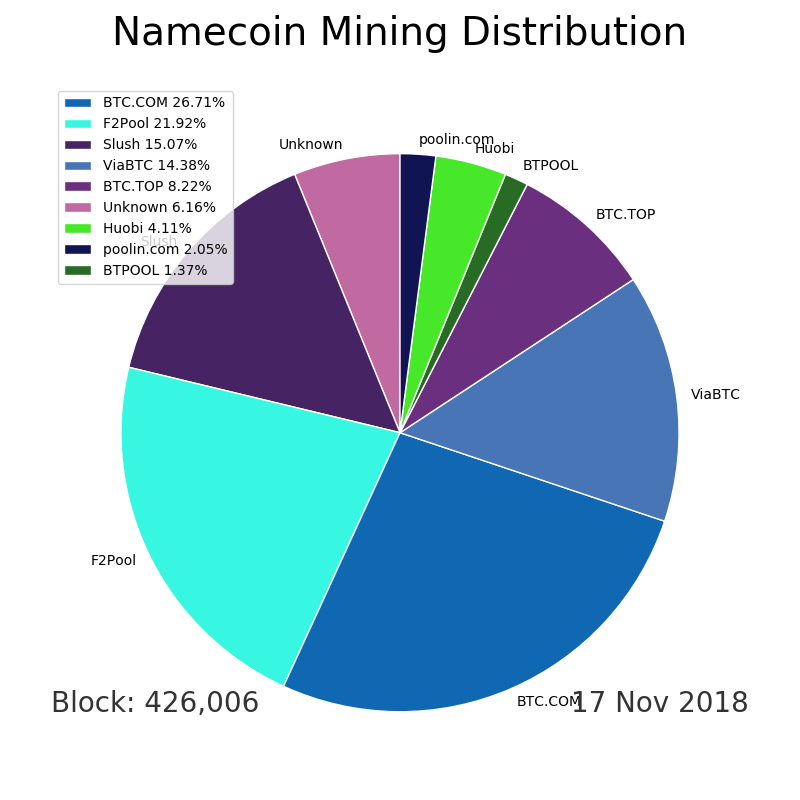 Namecoin Mining Distribution
BTC.COM 26.71%
F2Pool 21.92%
Slush 15.07%
ViaBTC 14.38%
BTC.TOP 8.22%
Unknown 6.16%
Huobi 4.11%
poolin.com 2.05%
BTPOOL 1.37%
Unknown
poolin.com
Huobi
BTPOOL
BTC.TOP
Slush
ViaBTC
F2Pool
BTC.COM
Block: 426,006
17 Nov 2018